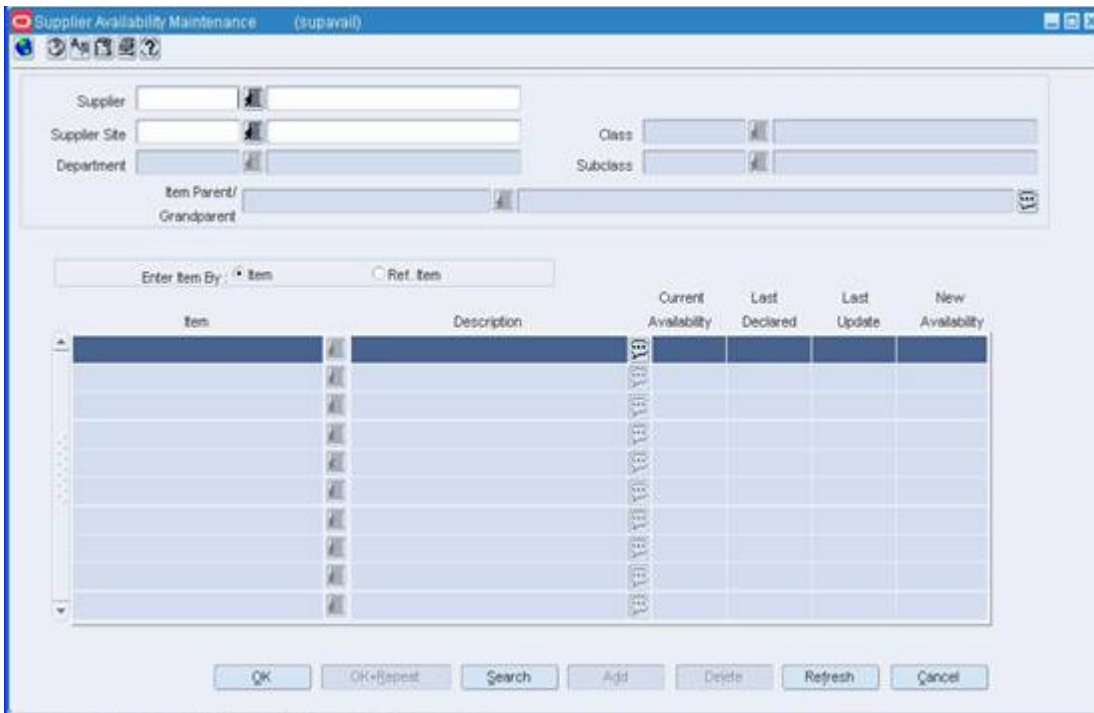 Supplier Availability Maintenance (supavail)
Supplier
Supplier Site Class
Department Subclass
Item Parent/
Grandparent
Enter Item By : Item Ref. Item
Current Last Last New
Item Description Availability Declared Update Availability
OK OK+Repeat Search Add Delete Refresh Cancel